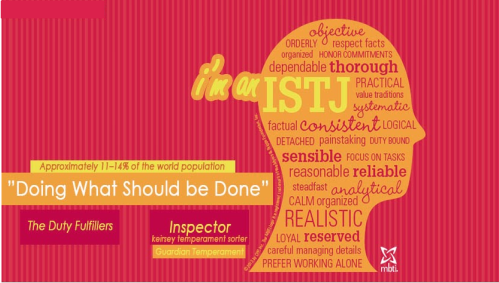 objective
ORDERLY respect facts
organized HONOR COMMITMENTS
dependable thorough
i'm an ISTJ PRACTICAL
value traditions
systematic
factual consistent LOGICAL
DETACHED painstaking DUTY BOUND
sensible FOCUS ON TASKS
reasonable reliable
steadfast analytical
CALM organized
REALISTIC
LOYAL reserved
careful managing details
PREFER WORKING ALONE
mbti
Approximately 11–14% of the world population
"Doing What Should be Done"
The Duty Fulfillers
Inspector
keirsey temperament sorter
Guardian Temperament